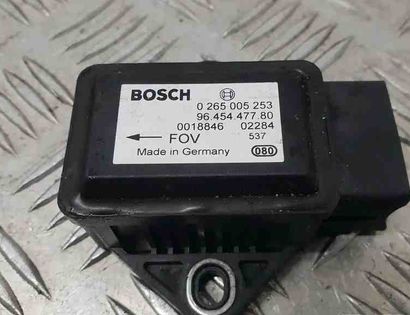 BOSCH 0 265 005 253
96.454.477.80
0018846 02284
← FOV 537
Made in Germany 080